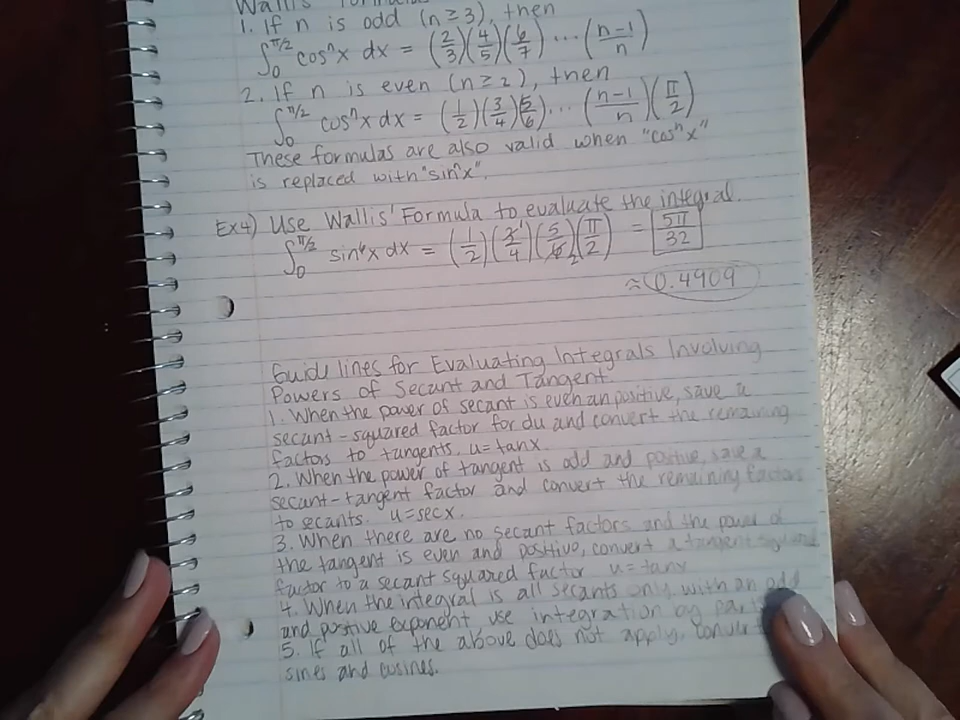 Wallis' Formulas
1. If n is odd (n ≥ 3), then
∫₀^π/2 cosⁿx dx = (2/3)(4/5)(6/7) ... (n-1/n)
2. If n is even (n ≥ 2), then
∫₀^π/2 cosⁿx dx = (1/2)(3/4)(5/6) ... (n-1/n)(π/2)
These formulas are also valid when "cosⁿx"
is replaced with "sinⁿx".
Ex4) Use Wallis' Formula to evaluate the integral.
∫₀^π/2 sin⁶x dx = (1/2)(3/4)(5/6)(π/2) = 5π/32
≈ 0.4909
Guidelines for Evaluating Integrals Involving
Powers of Secant and Tangent.
1. When the power of secant is even an positive, save a
secant-squared factor for du and convert the remaining
factors to tangents. u=tanx.
2. When the power of tangent is odd and postive, save a
secant-tangent factor and convert the remaining factors
to secants. u=secx.
3. When there are no secant factors and the power of
the tangent is even and positive, convert a tangent square
factor to a secant squared factor u=tanx
4. When the integral is all secants only with an odd
and postive exponent use integration by
5. If all of the above does not apply, convert
sines and cosines.